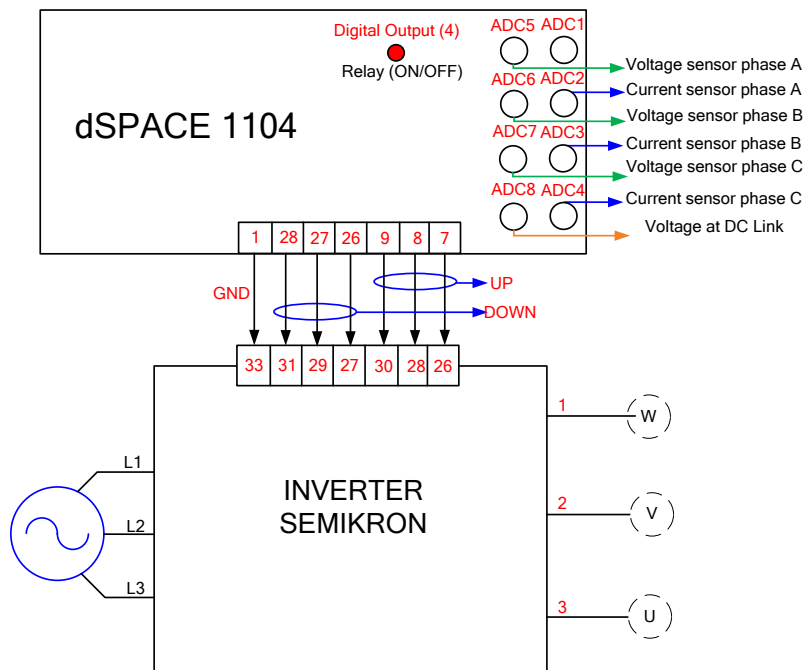 Digital Output (4)
Relay (ON/OFF)
dSPACE 1104
ADC5 ADC1
Voltage sensor phase A
ADC6 ADC2
Current sensor phase A
Voltage sensor phase B
ADC7 ADC3
Current sensor phase B
Voltage sensor phase C
ADC8 ADC4
Current sensor phase C
Voltage at DC Link
1 28 27 26 9 8 7
GND
UP
DOWN
33 31 29 27 30 28 26
L1
L2
L3
INVERTER
SEMIKRON
1
W
2
V
3
U